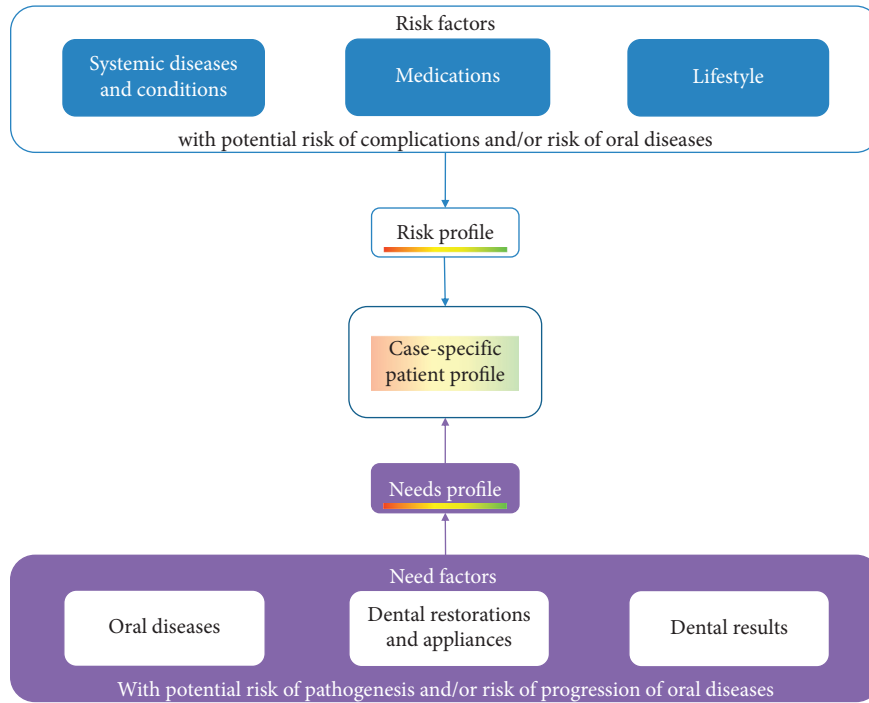 Risk factors
Systemic diseases
and conditions
Medications
Lifestyle
with potential risk of complications and/or risk of oral diseases
Risk profile
Case-specific
patient profile
Needs profile
Need factors
Oral diseases
Dental restorations
and appliances
Dental results
With potential risk of pathogenesis and/or risk of progression of oral diseases